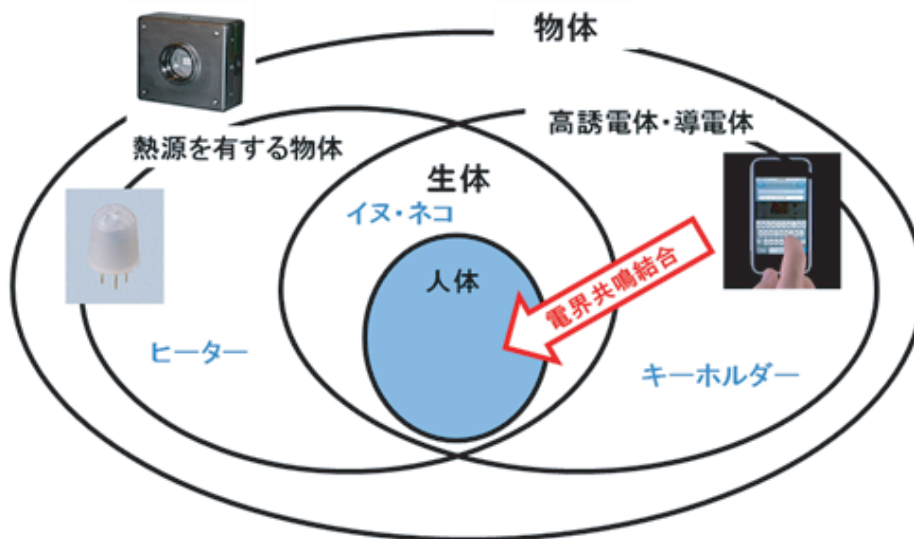 物体
高誘電体・導電体
熱源を有する物体
生体
イヌ・ネコ
人体
電界共鳴結合
ヒーター
キーホルダー